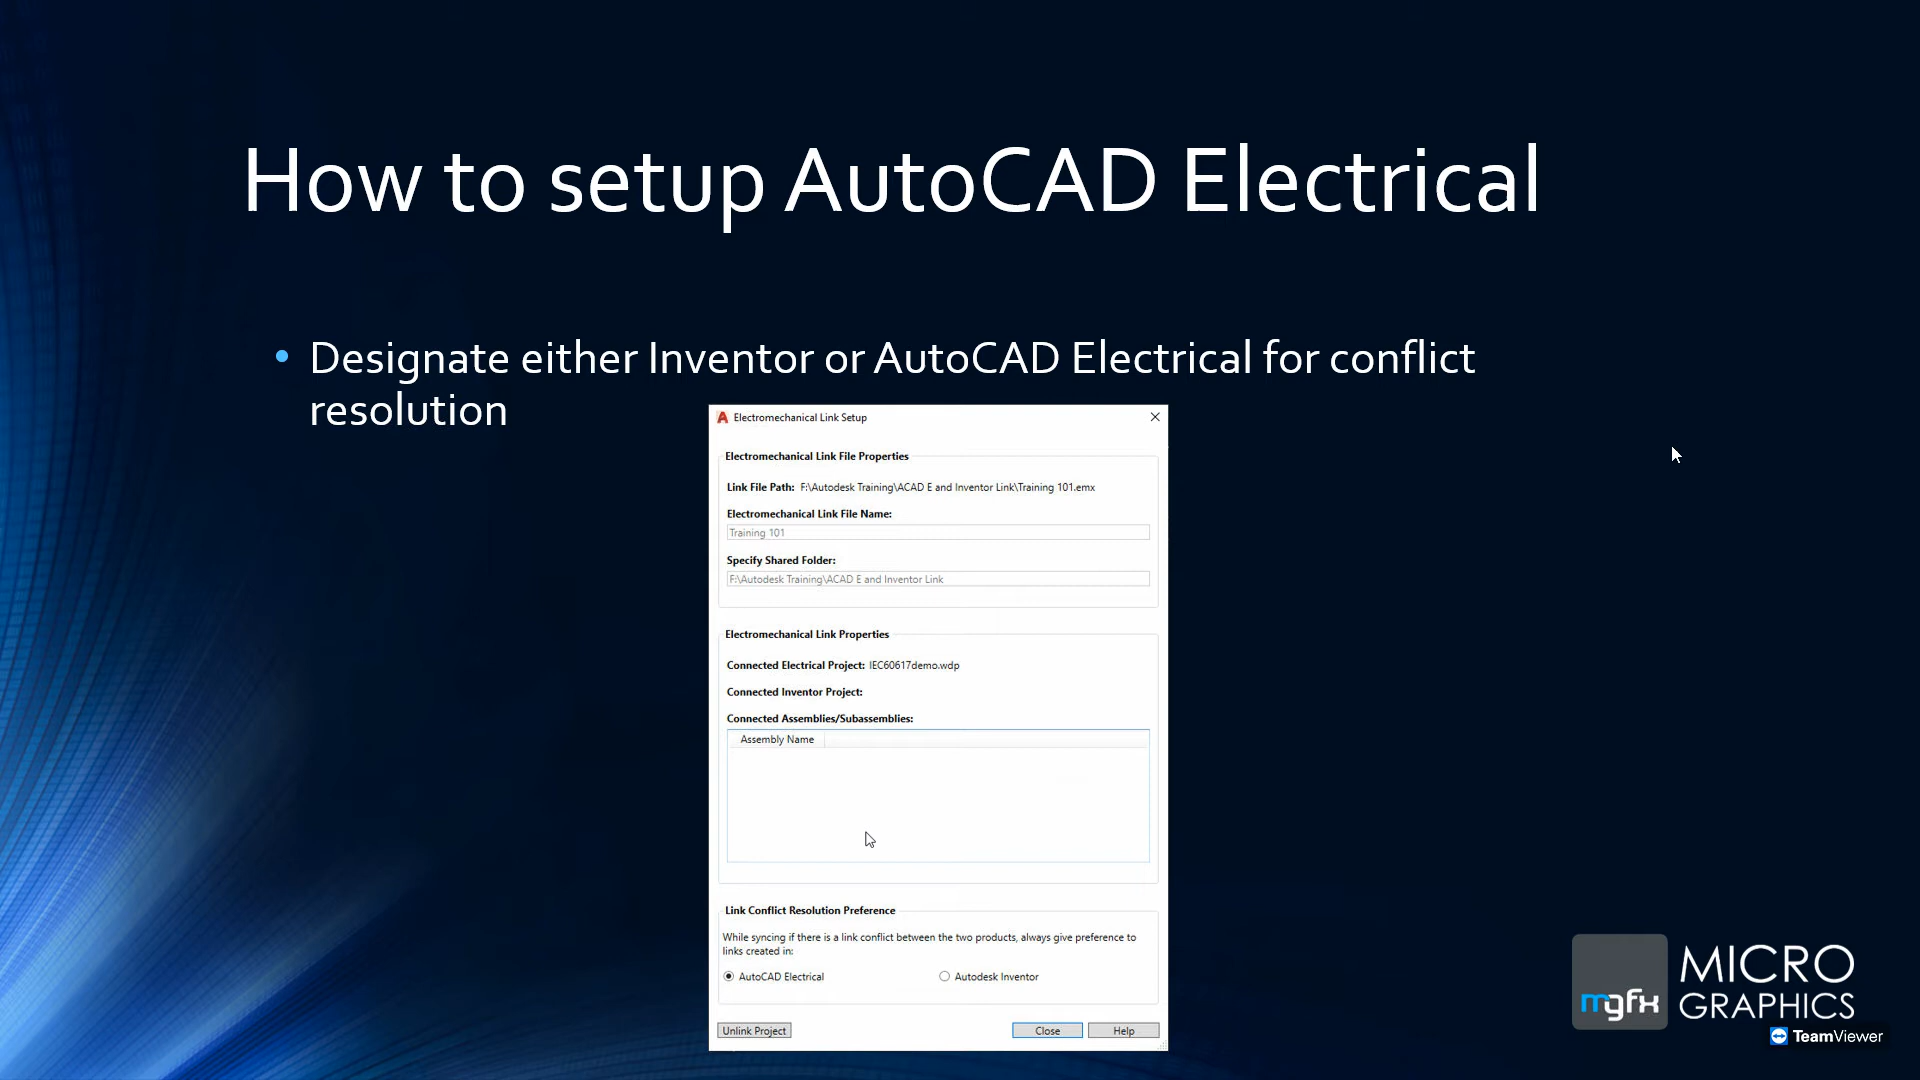 How to setup AutoCAD Electrical
• Designate either Inventor or AutoCAD Electrical for conflict
resolution
Electromechanical Link Setup
Electromechanical Link File Properties
Link File Path: F:\Autodesk Training\ACAD E and Inventor Link\Training 101.emx
Electromechanical Link File Name:
Training 101
Specify Shared Folder:
F:\Autodesk Training\ACAD E and Inventor Link
Electromechanical Link Properties
Connected Electrical Project: IEC60617demo.wdp
Connected Inventor Project:
Connected Assemblies/Subassemblies:
Assembly Name
Link Conflict Resolution Preference
While syncing if there is a link conflict between the two products, always give preference to
links created in:
AutoCAD Electrical Autodesk Inventor
Unlink Project Close Help
mgfx
MICRO
GRAPHICS
TeamViewer